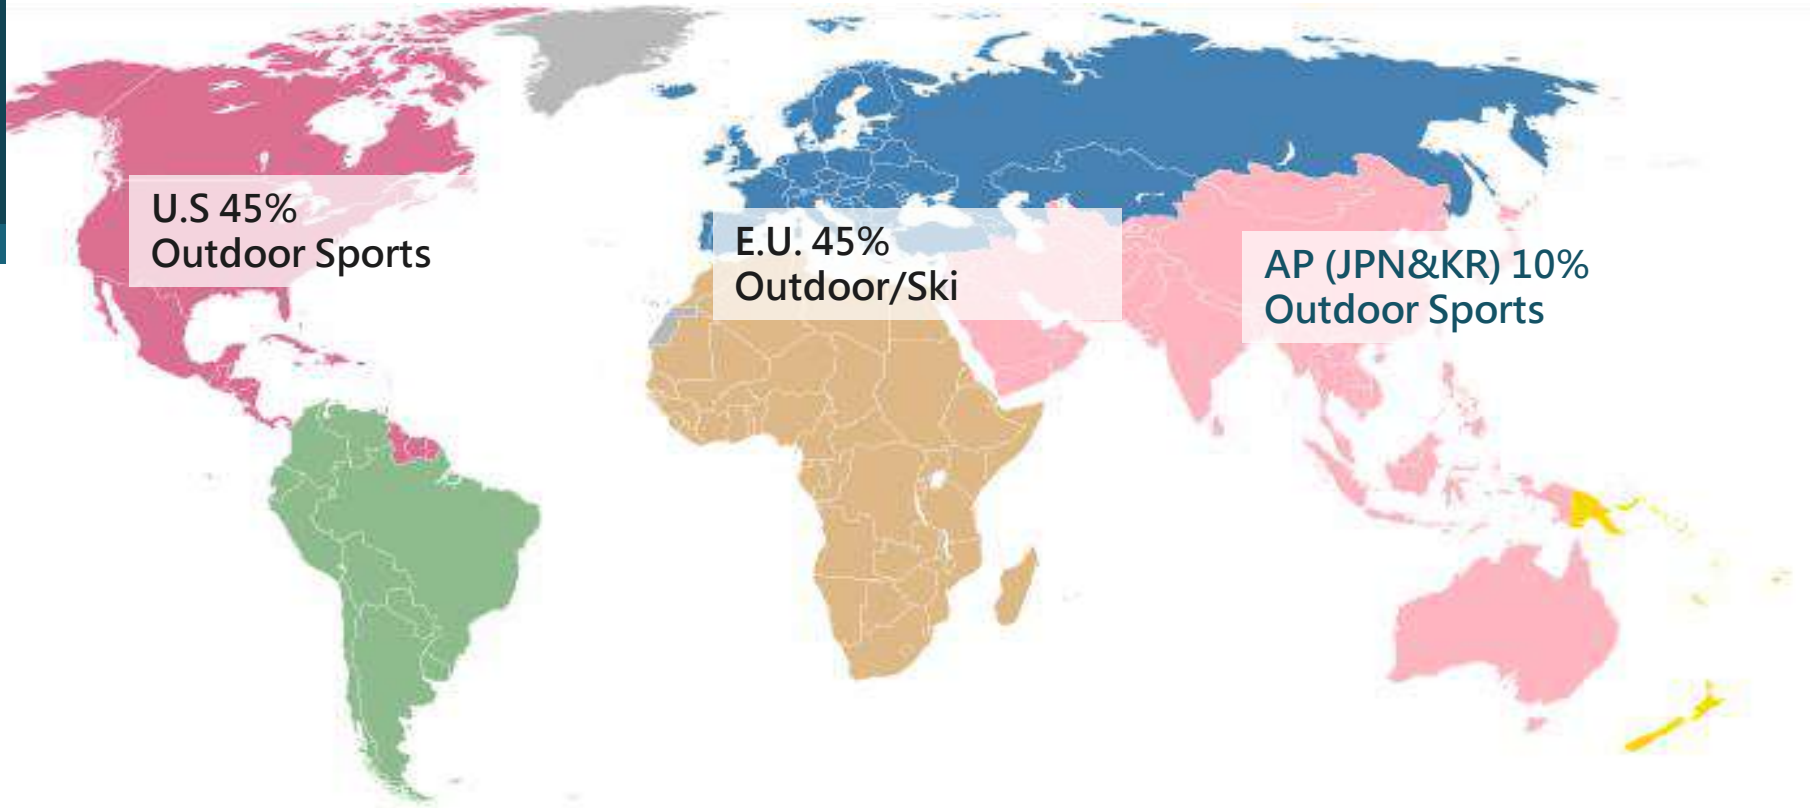 U.S 45%
Outdoor Sports
E.U. 45%
Outdoor/Ski
AP (JPN&KR) 10%
Outdoor Sports